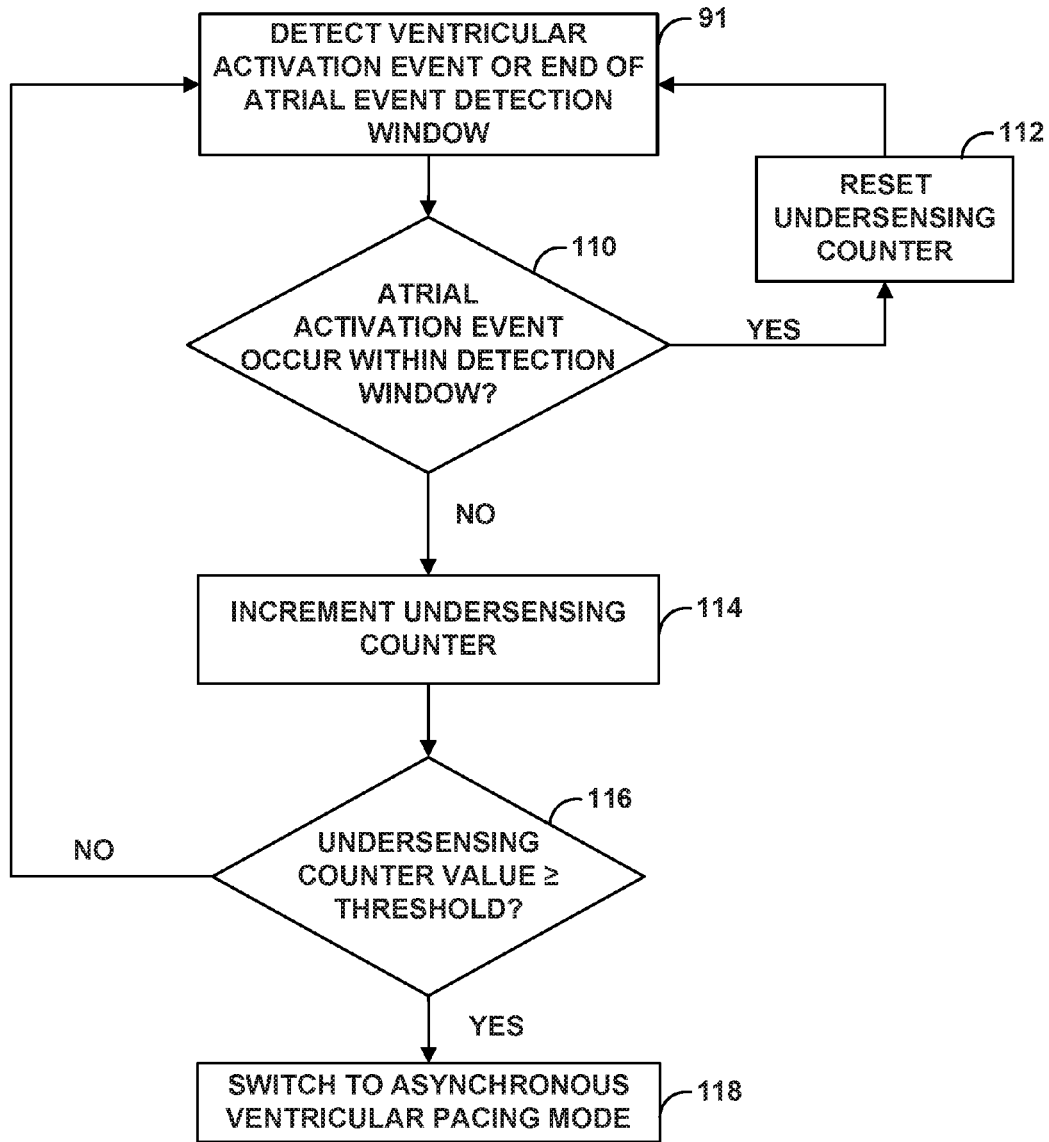 DETECT VENTRICULAR
ACTIVATION EVENT OR END OF
ATRIAL EVENT DETECTION
WINDOW
91
RESET
UNDERSENSING
COUNTER
112
ATRIAL
ACTIVATION EVENT
OCCUR WITHIN DETECTION
WINDOW?
110
YES
NO
INCREMENT UNDERSENSING
COUNTER
114
UNDERSENSING
COUNTER VALUE ≥
THRESHOLD?
116
NO
YES
SWITCH TO ASYNCHRONOUS
VENTRICULAR PACING MODE
118